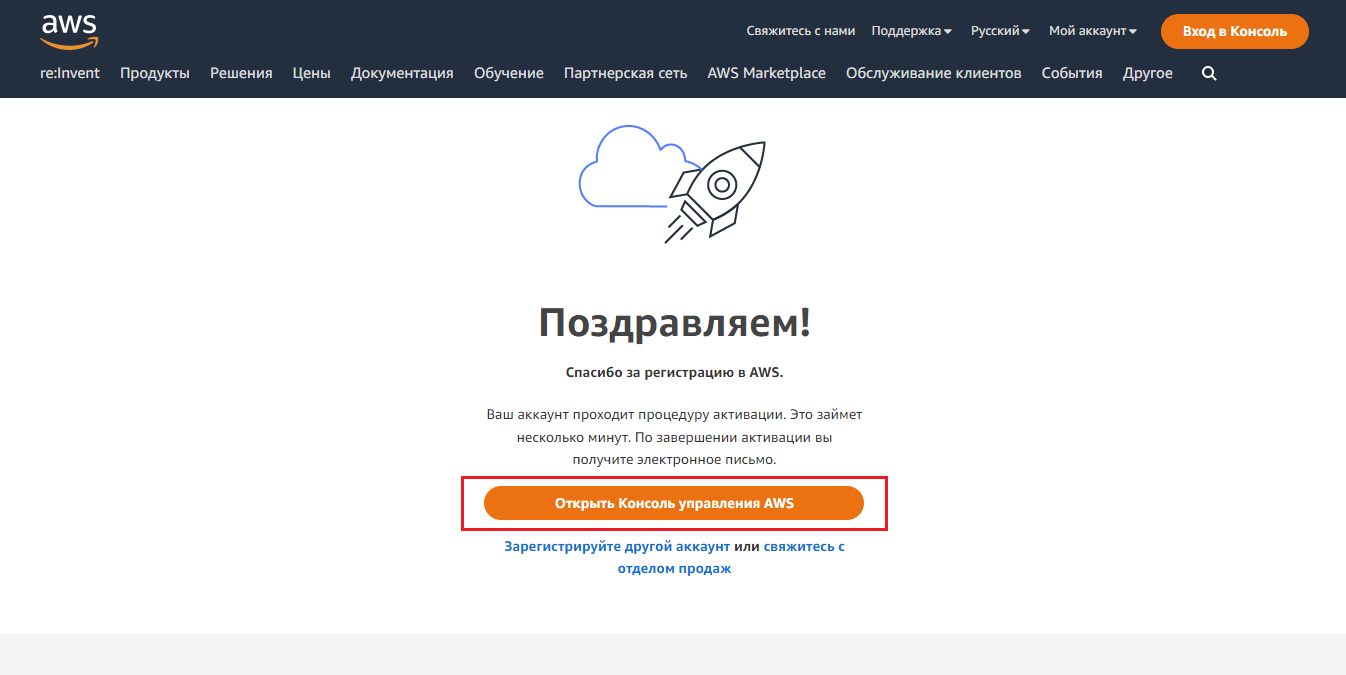 aws
Свяжитесь с нами Поддержка Русский Мой аккаунт Вход в Консоль
re:Invent Продукты Решения Цены Документация Обучение Партнерская сеть AWS Marketplace Обслуживание клиентов События Другое
Поздравляем!
Спасибо за регистрацию в AWS.
Ваш аккаунт проходит процедуру активации. Это займет
несколько минут. По завершении активации вы
получите электронное письмо.
Открыть Консоль управления AWS
Зарегистрируйте другой аккаунт или свяжитесь с
отделом продаж